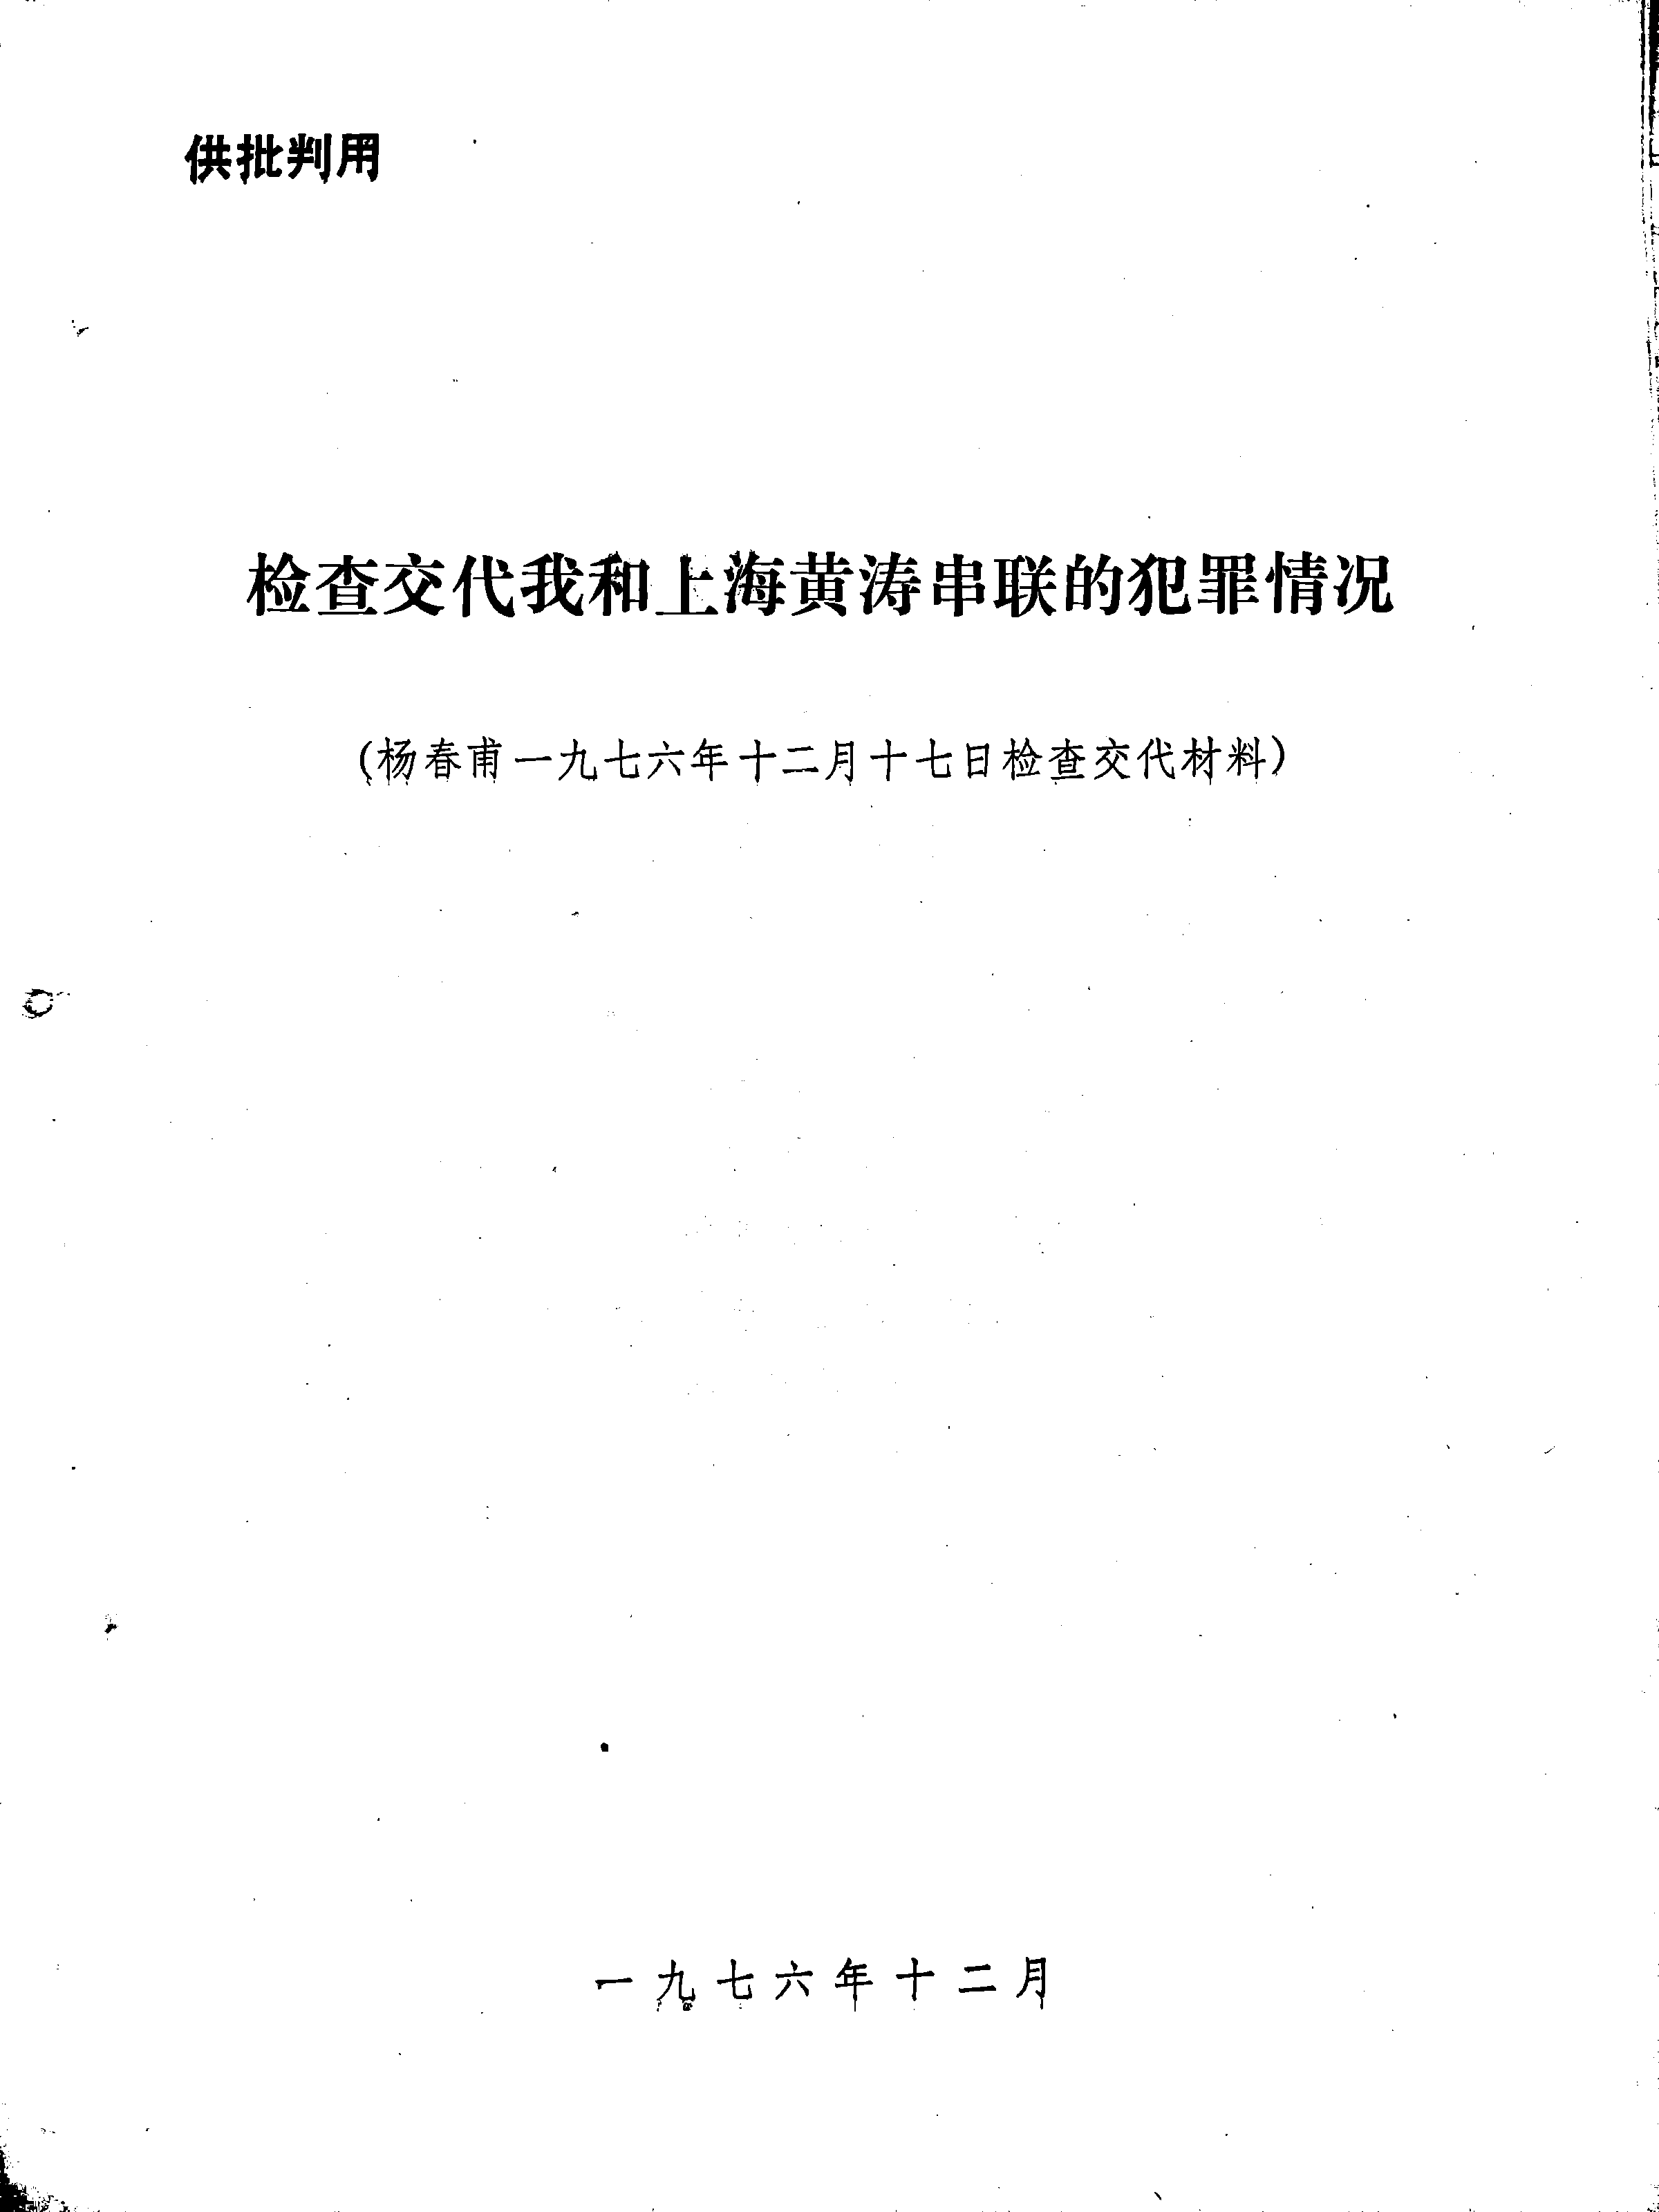 供批判用
检查交代我和上海黄涛串联的犯罪情况
(杨春甫一九七六年十二月十七日检查交代材料)
一九七六年十二月